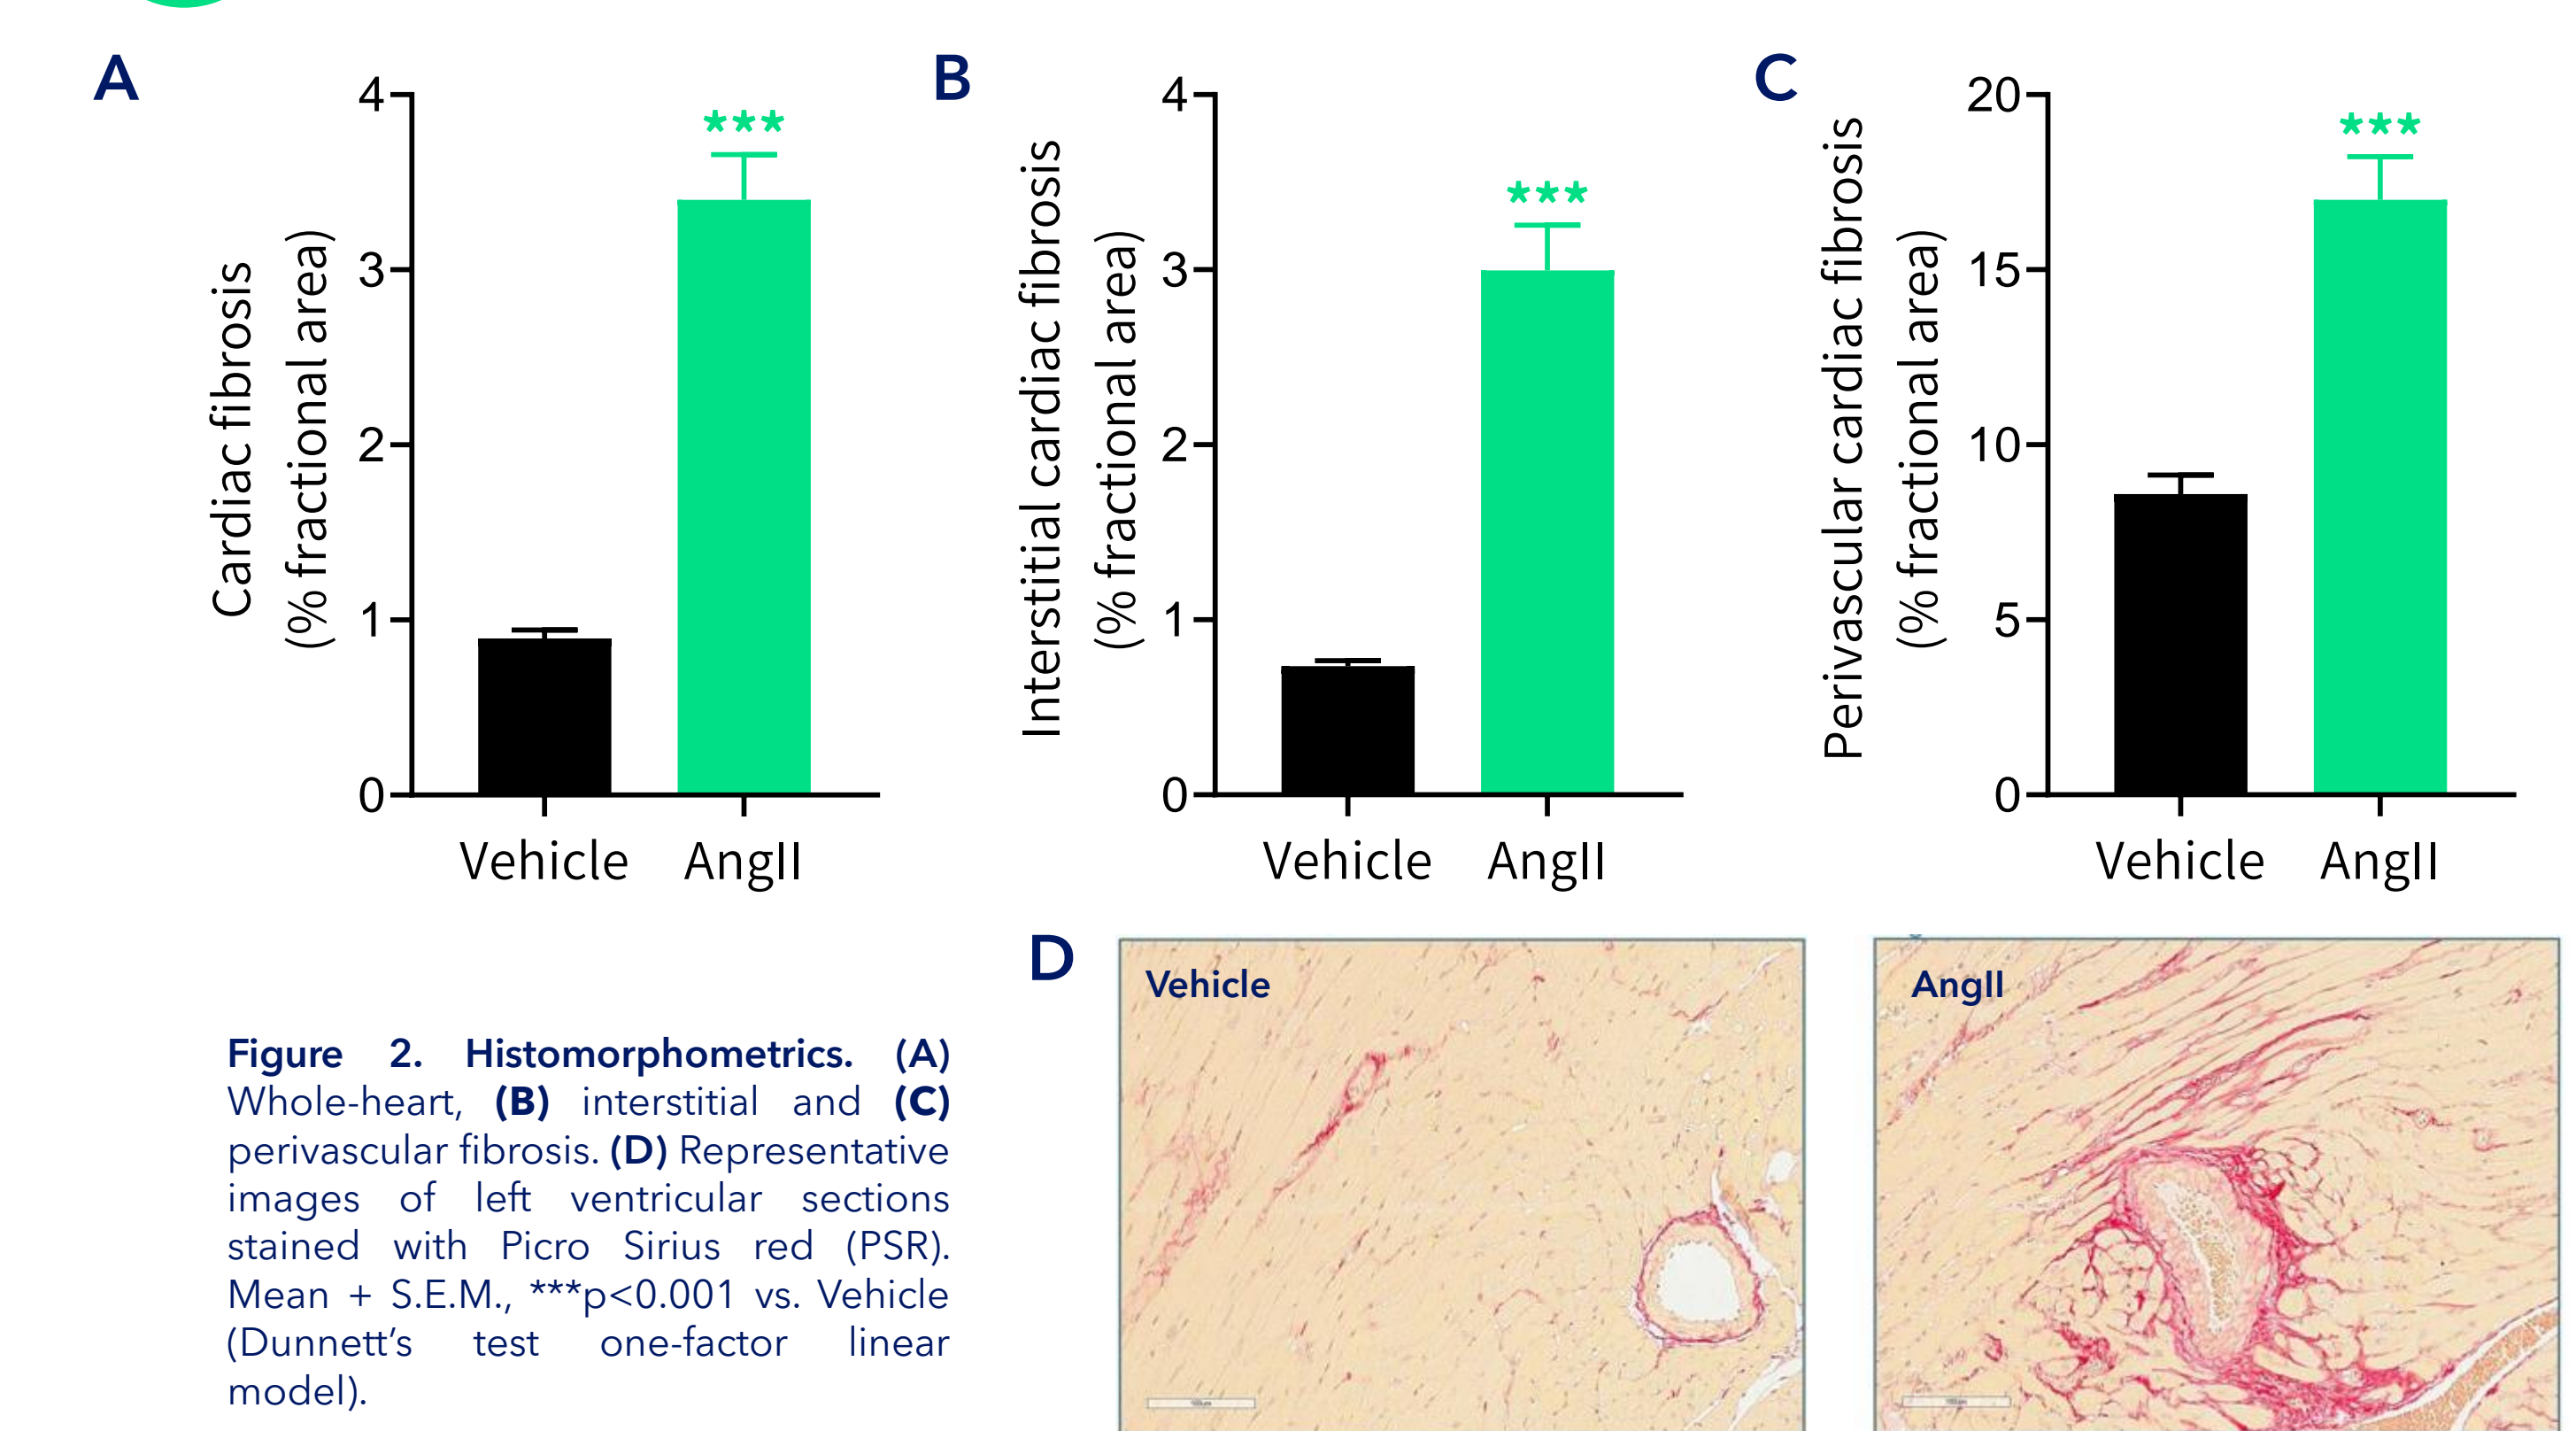 A
Cardiac fibrosis
(% fractional area)
4
3
2
1
0
***
Vehicle AngII
B
Interstitial cardiac fibrosis
(% fractional area)
4
3
2
1
0
***
Vehicle AngII
C
Perivascular cardiac fibrosis
(% fractional area)
20
15
10
5
0
***
Vehicle AngII
Figure 2. Histomorphometrics. (A)
Whole-heart, (B) interstitial and (C)
perivascular fibrosis. (D) Representative
images of left ventricular sections
stained with Picro Sirius red (PSR).
Mean + S.E.M., ***p<0.001 vs. Vehicle
(Dunnett’s test one-factor linear
model).
D
Vehicle
AngII